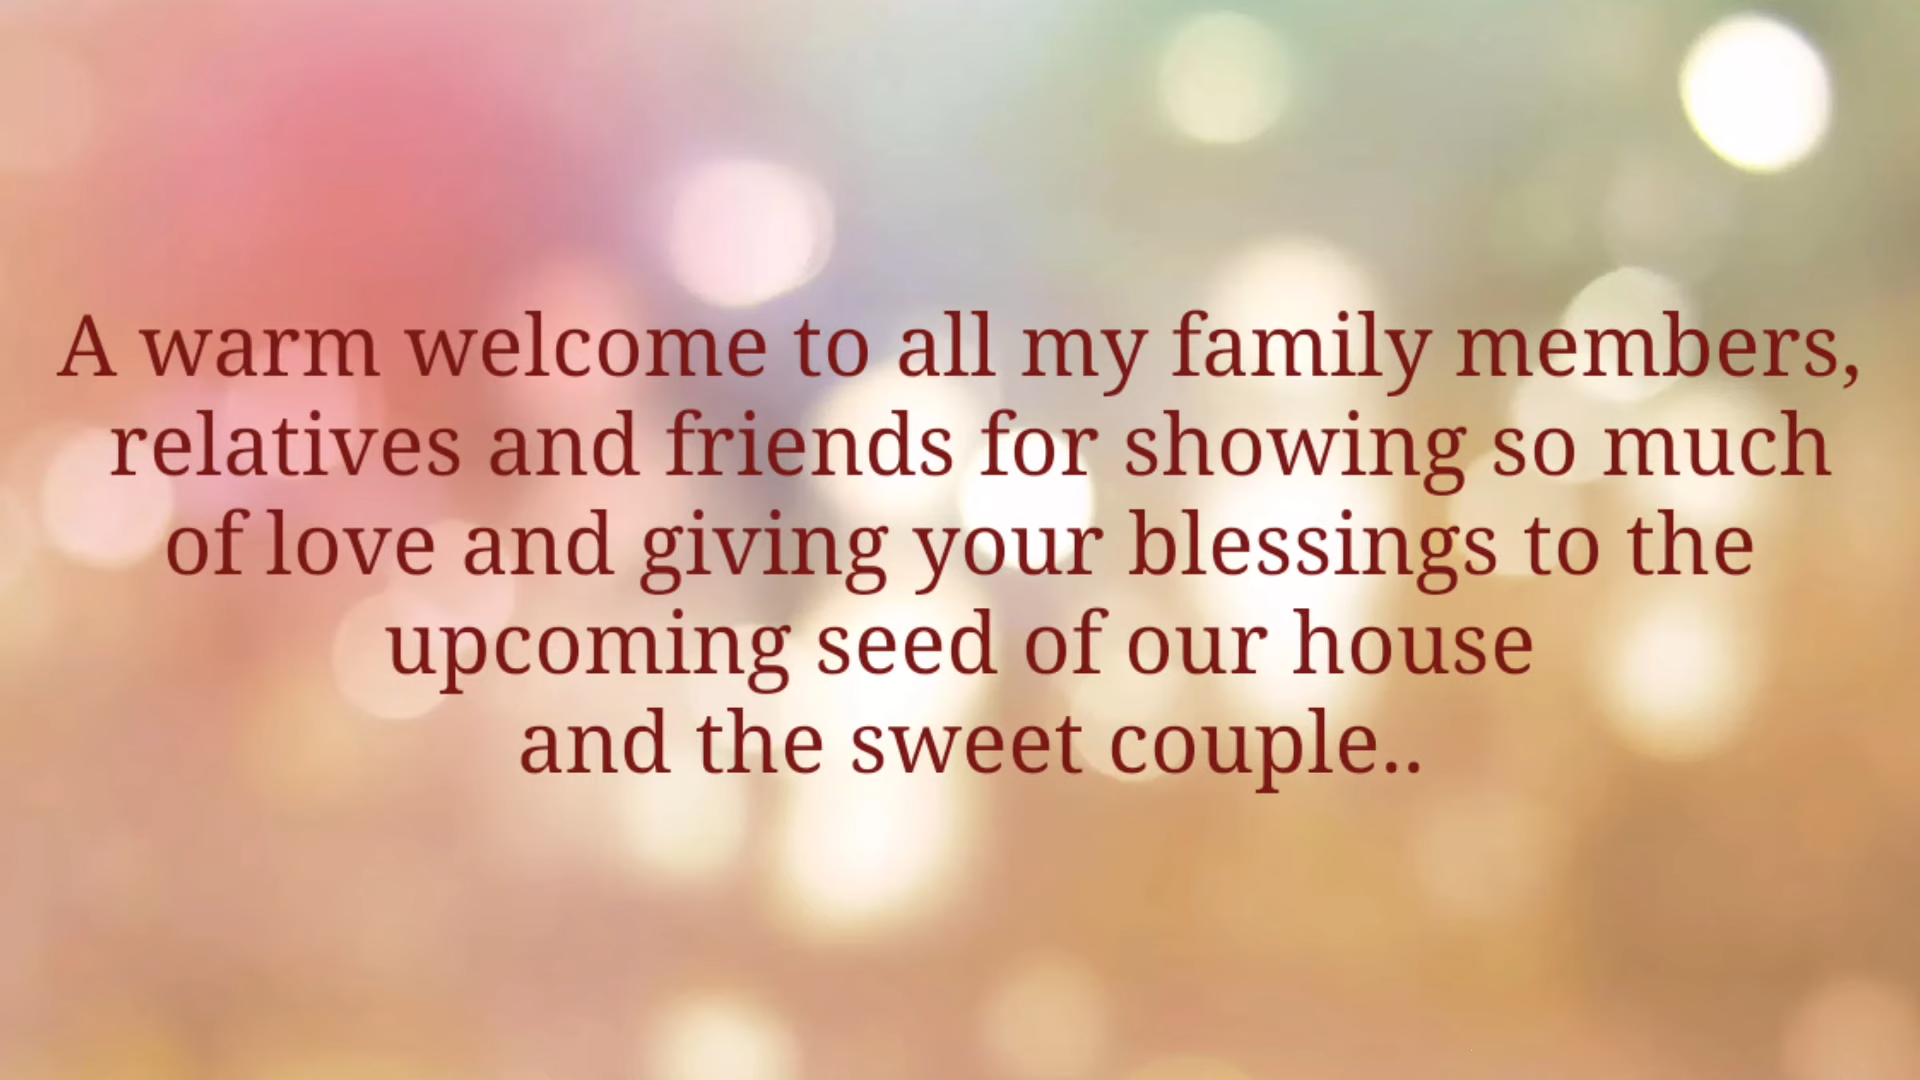 A warm welcome to all my family members,
relatives and friends for showing so much
of love and giving your blessings to the
upcoming seed of our house
and the sweet couple..